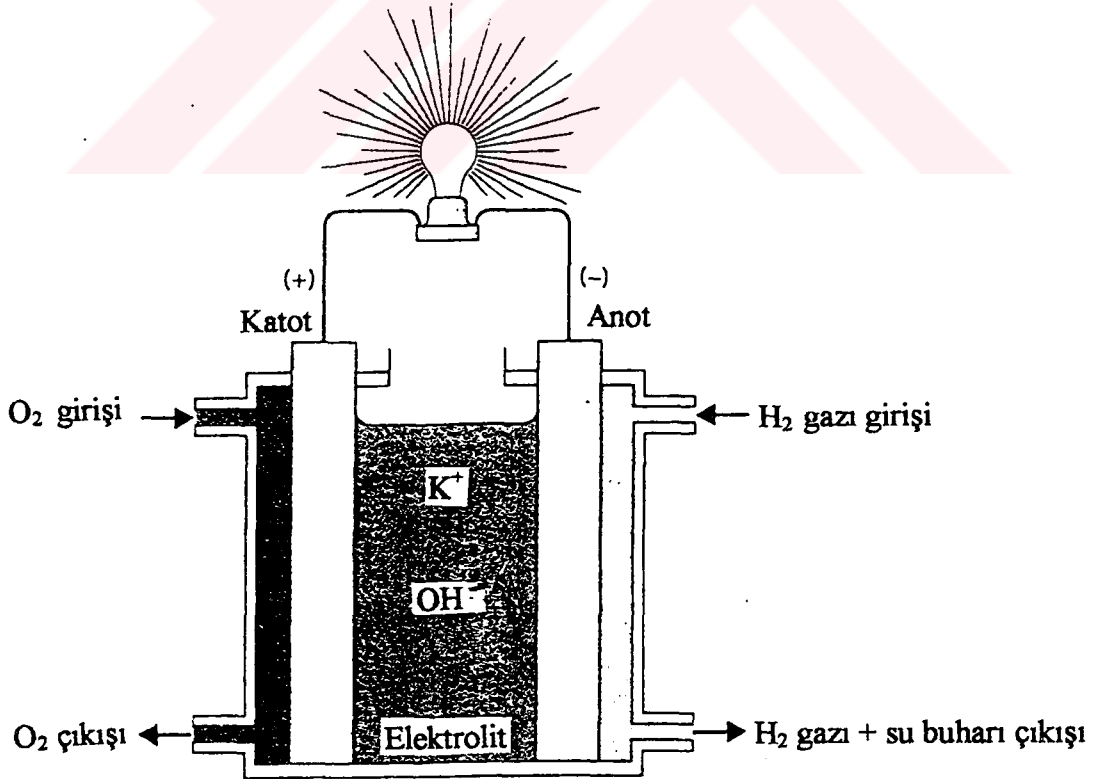 (+)
(-)
Katot
Anot
O₂ girişi
H₂ gazı girişi
K⁺
OH⁻
O₂ çıkışı
Elektrolit
H₂ gazı + su buharı çıkışı